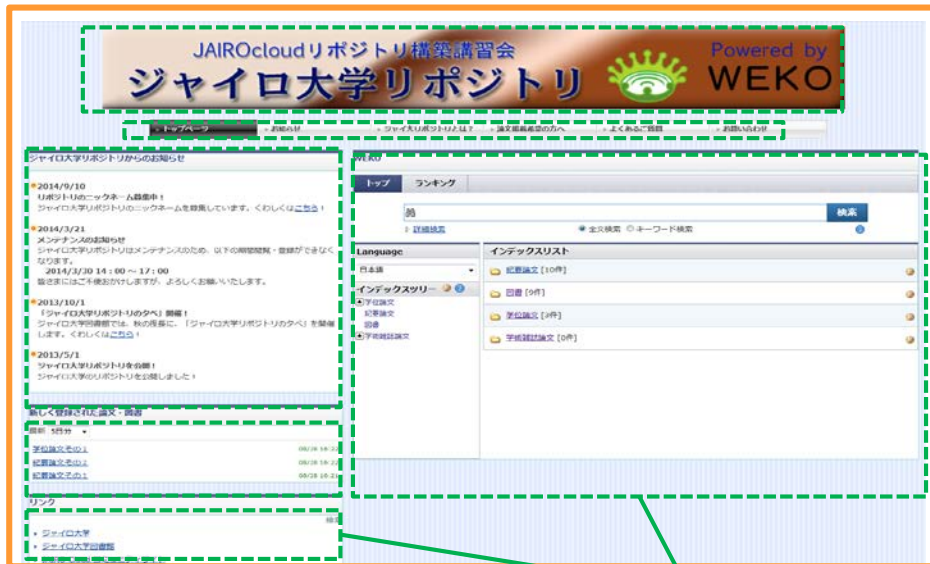 JAIROcloudリポジトリ構築講習会
ジャイロ大学リポジトリ
Powered by
WEKO
トップページ
お知らせ
ジャイロ大リポジトリとは？
論文掲載希望の方へ
よくあるご質問
お問い合わせ
ジャイロ大学リポジトリからのお知らせ
2014/9/10
リポジトリのニックネーム募集中！
ジャイロ大学リポジトリのニックネームを募集しています。くわしくはこちら！
2014/3/21
メンテナンスのお知らせ
ジャイロ大学リポジトリはメンテナンスのため、以下の期間閲覧・登録ができなく
なります。
2014/3/30 14：00～17：00
皆さまにはご不便おかけしますが、よろしくお願いいたします。
2013/10/1
「ジャイロ大学リポジトリの夕べ」開催！
ジャイロ大学図書館では、秋の夜長に、「ジャイロ大学リポジトリの夕べ」を開催
します。くわしくはこちら！
2013/5/1
ジャイロ大学リポジトリを公開！
ジャイロ大学のリポジトリを公開しました！
新しく登録された論文・図書
最新 5日分
学位論文その1
紀要論文その2
紀要論文その1
リンク
検索
ジャイロ大学
ジャイロ大学図書館
WEKO
トップ ランキング
検索
詳細検索
全文検索 キーワード検索
Language
日本語
インデックスツリー
学位論文
紀要論文
図書
学術雑誌論文
インデックスリスト
紀要論文 [10件]
図書 [9件]
学位論文 [3件]
学術雑誌論文 [0件]